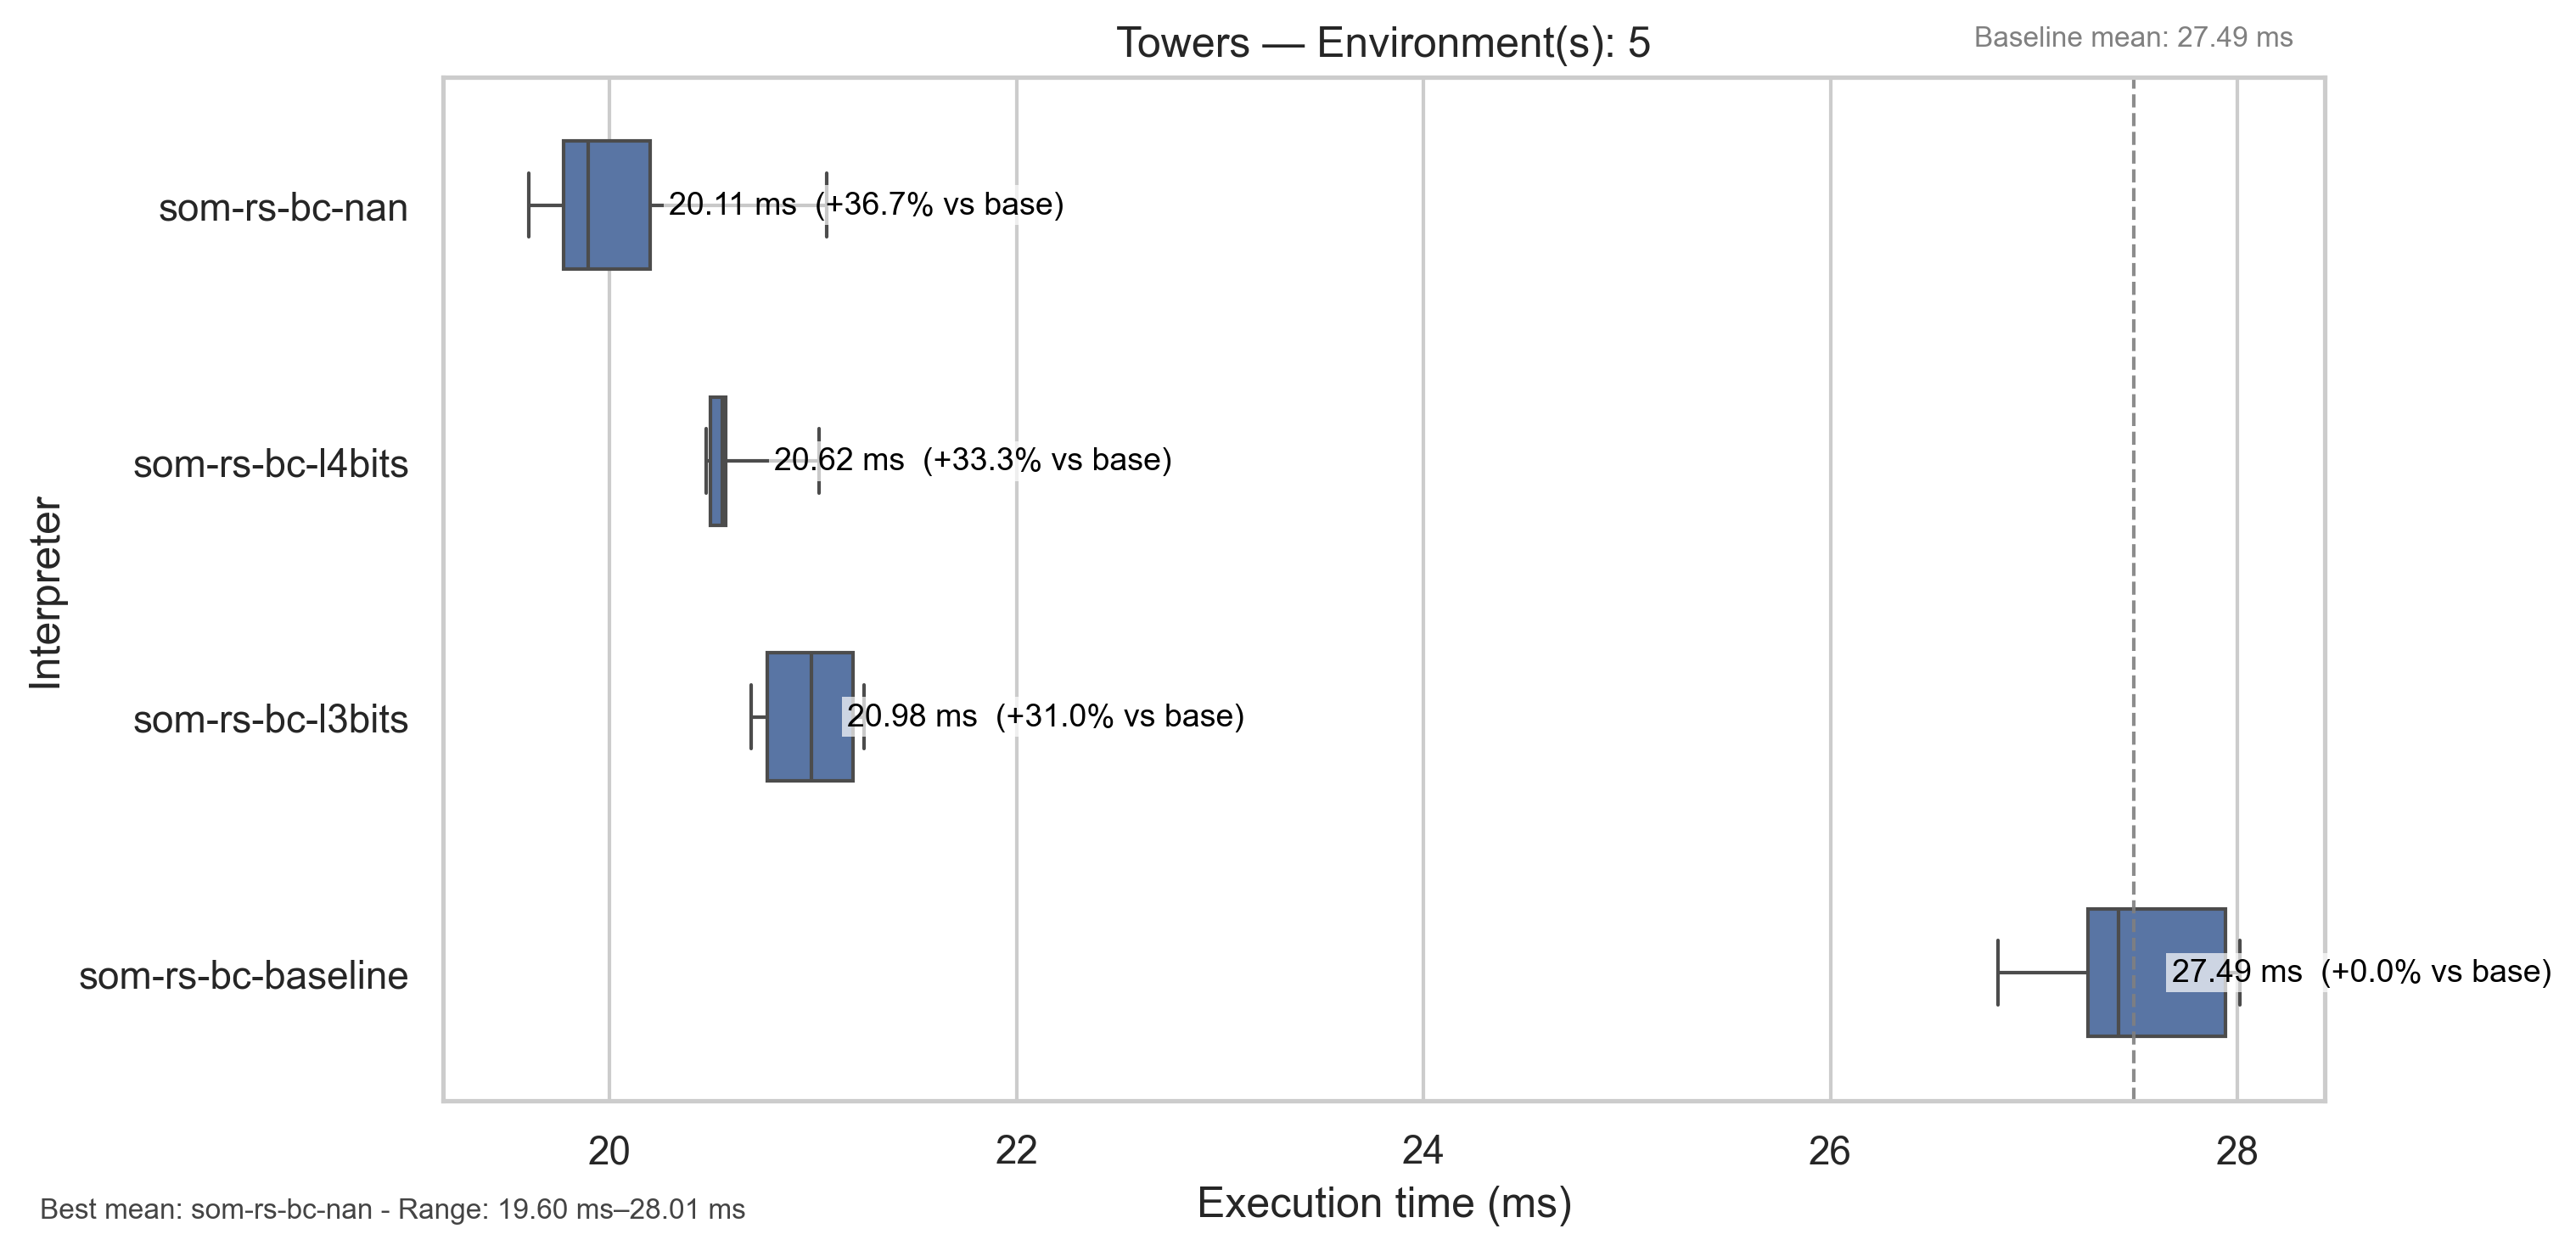 Towers — Environment(s): 5
Baseline mean: 27.49 ms
som-rs-bc-nan
20.11 ms (+36.7% vs base)
som-rs-bc-l4bits
20.62 ms (+33.3% vs base)
Interpreter
som-rs-bc-l3bits
20.98 ms (+31.0% vs base)
som-rs-bc-baseline
27.49 ms (+0.0% vs base)
20 22 24 26 28
Execution time (ms)
Best mean: som-rs-bc-nan - Range: 19.60 ms–28.01 ms